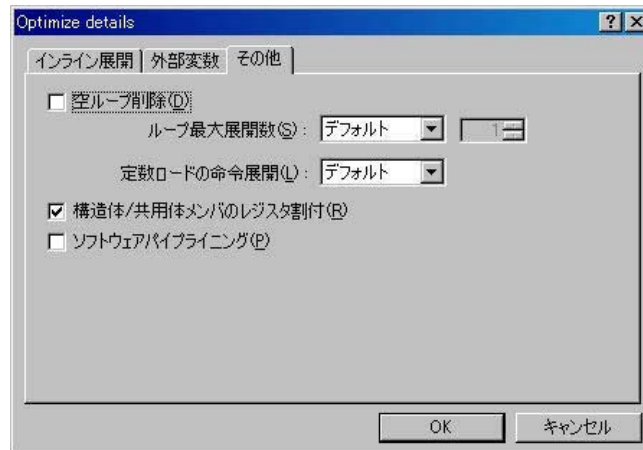 Optimize details
インライン展開 外部変数 その他
空ループ削除(D)
ループ最大展開数(S): デフォルト 1
定数ロードの命令展開(L): デフォルト
構造体/共用体メンバのレジスタ割付(R)
ソフトウェアパイプライニング(P)
OK キャンセル